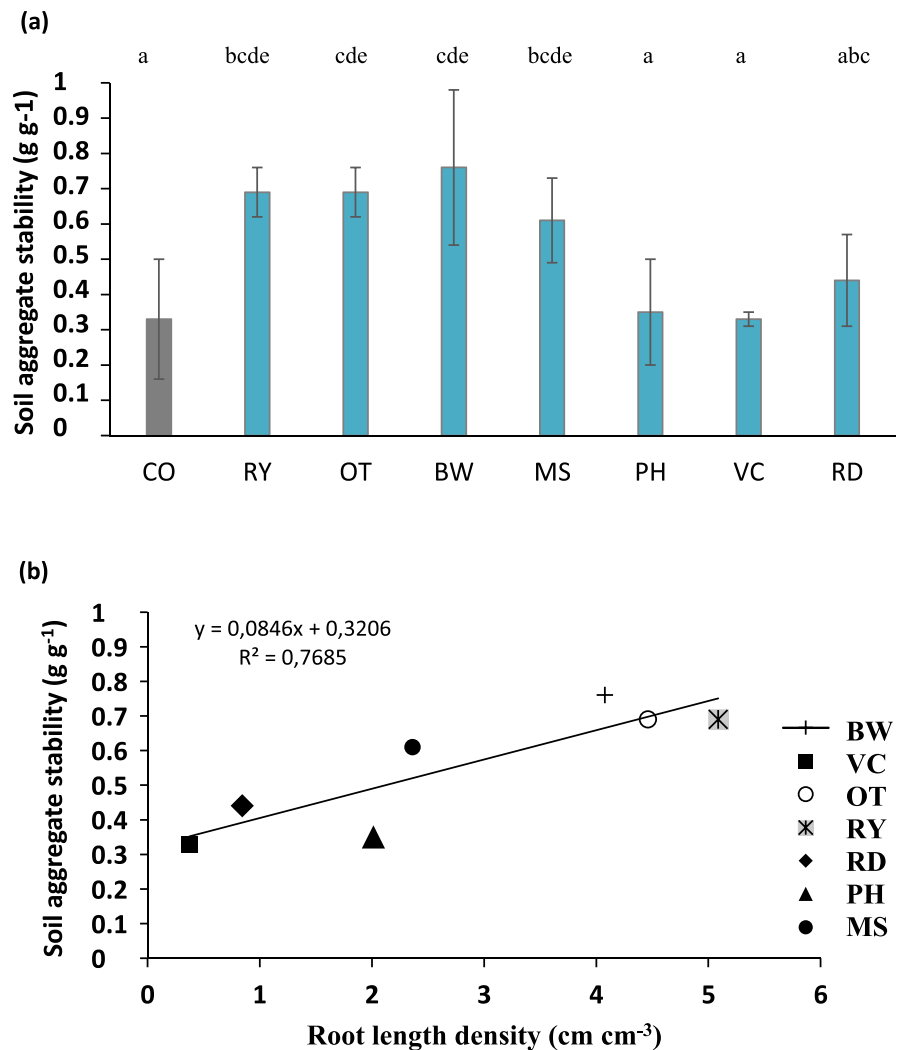 (a)
a bcde cde cde bcde a a abc
Soil aggregate stability (g g-1)
1
0.9
0.8
0.7
0.6
0.5
0.4
0.3
0.2
0.1
0
CO RY OT BW MS PH VC RD
(b)
Soil aggregate stability (g g⁻¹)
1
0.9
0.8
0.7
0.6
0.5
0.4
0.3
0.2
0.1
0
y = 0,0846x + 0,3206
R² = 0,7685
BW
VC
OT
RY
RD
PH
MS
0 1 2 3 4 5 6
Root length density (cm cm⁻³)